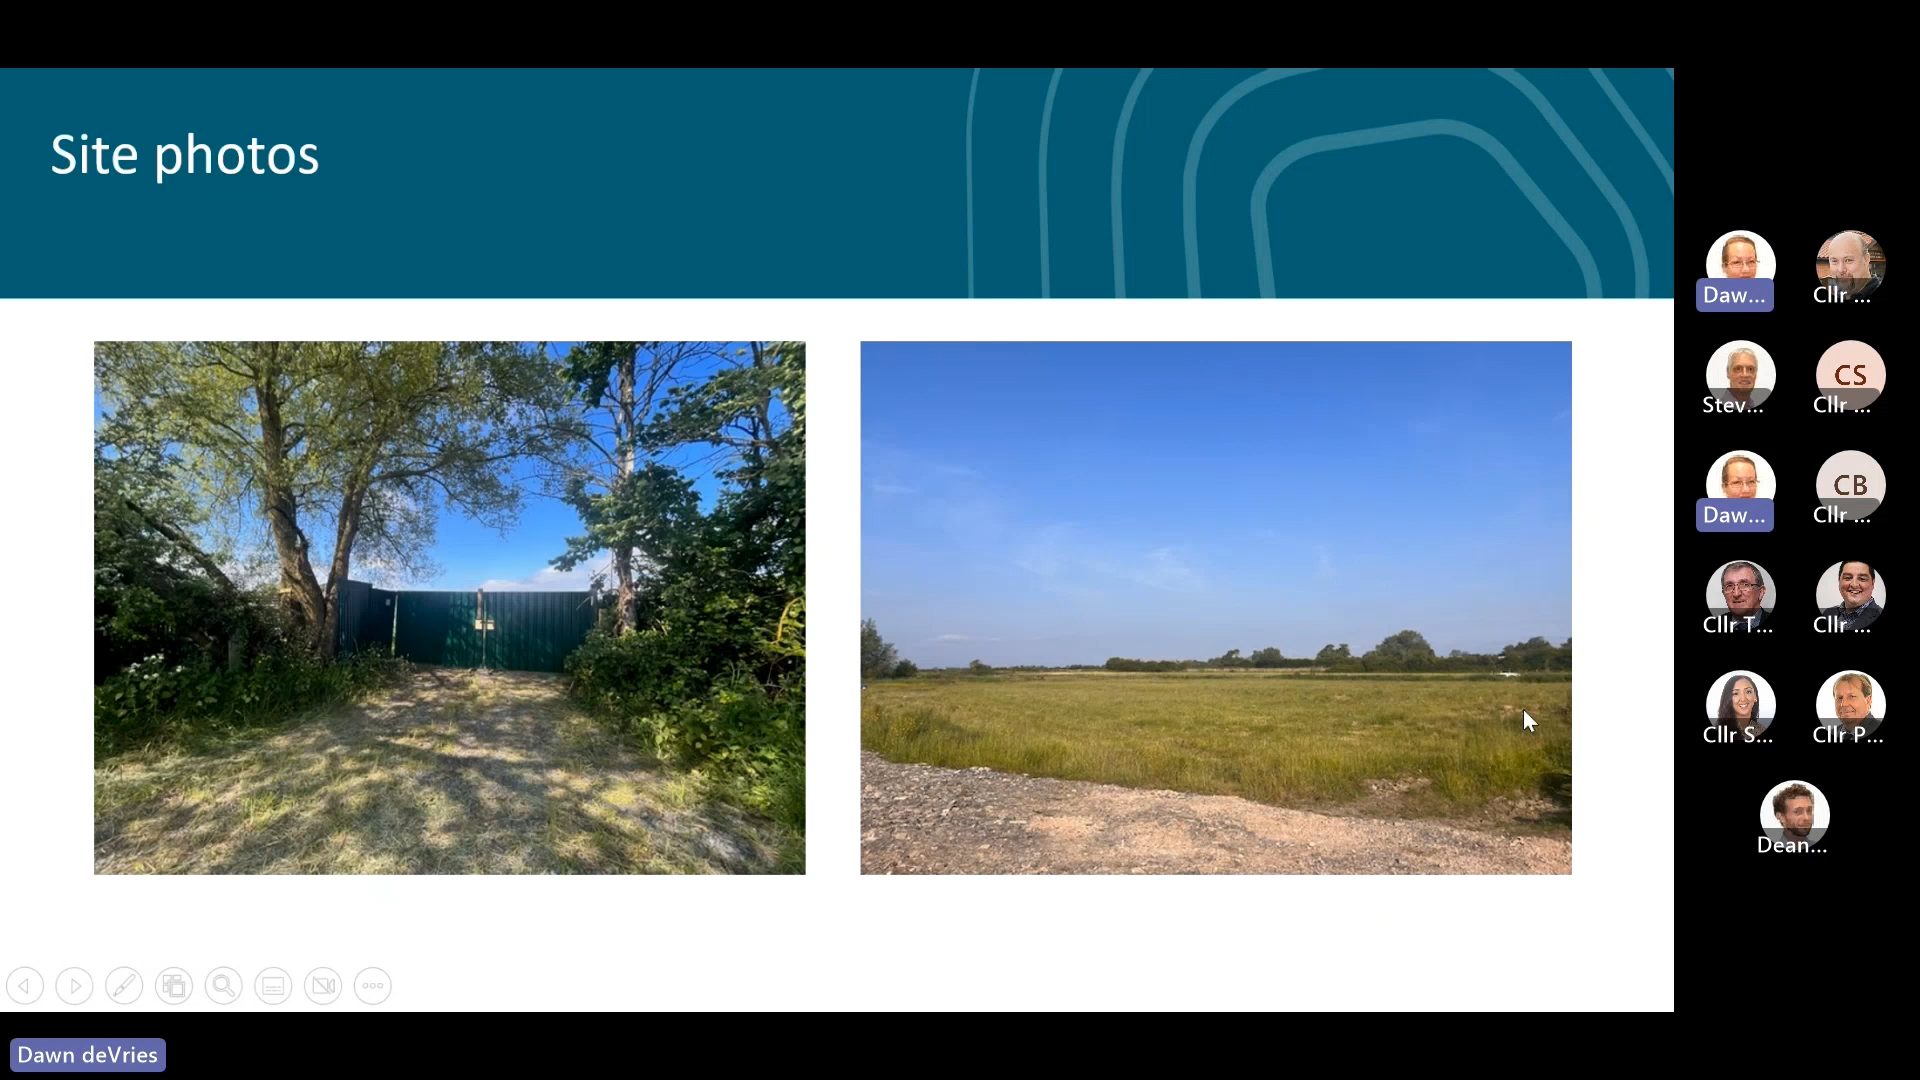 Site photos
Daw...
Cllr ...
Stev...
CS
Cllr ...
Daw...
CB
Cllr ...
Cllr T...
Cllr ...
Cllr S...
Cllr P...
Dean...
Dawn deVries